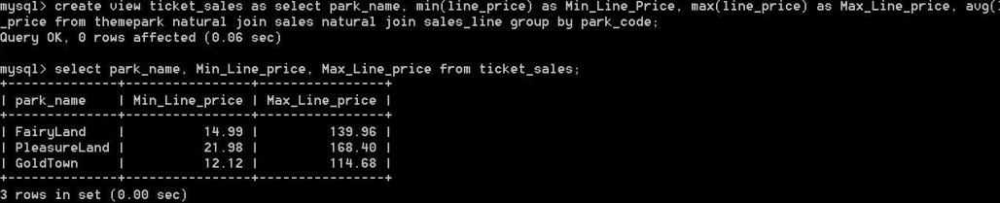 mysql> create view ticket_sales as select park_name, min(line_price) as Min_Line_Price, max(line_price) as Max_Line_Price, avg(
_price from themepark natural join sales natural join sales_line group by park_code;
Query OK, 0 rows affected (0.06 sec)
mysql> select park_name, Min_Line_price, Max_Line_price from ticket_sales;
+--------------+----------------+----------------+
| park_name | Min_Line_price | Max_Line_price |
+--------------+----------------+----------------+
| FairyLand | 14.99 | 139.96 |
| PleasureLand | 21.98 | 168.40 |
| GoldTown | 12.12 | 114.68 |
+--------------+----------------+----------------+
3 rows in set (0.00 sec)